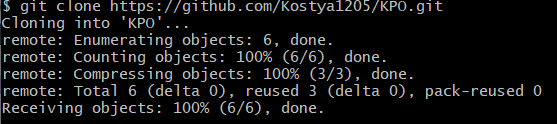 $ git clone https://github.com/Kostya1205/KPO.git
Cloning into 'KPO'...
remote: Enumerating objects: 6, done.
remote: Counting objects: 100% (6/6), done.
remote: Compressing objects: 100% (3/3), done.
remote: Total 6 (delta 0), reused 3 (delta 0), pack-reused 0
Receiving objects: 100% (6/6), done.